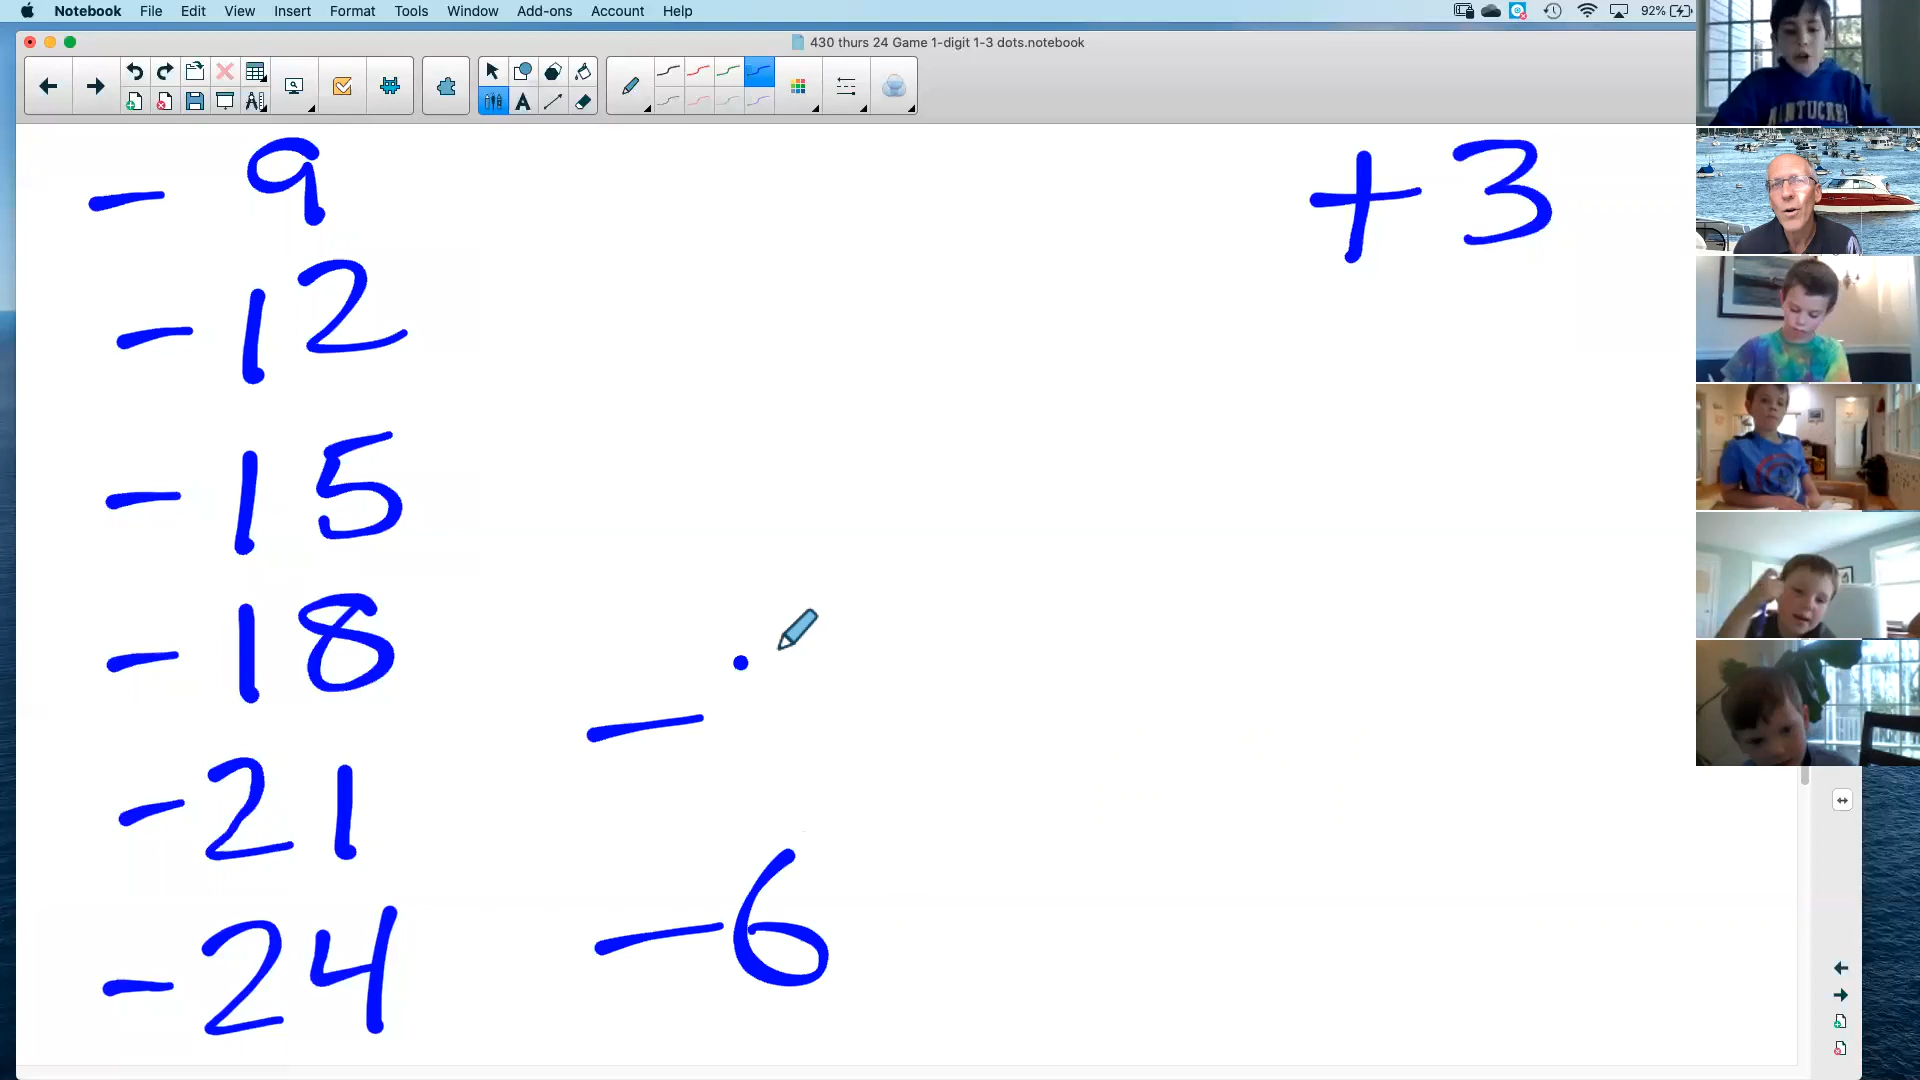 Notebook File Edit View Insert Format Tools Window Add-ons Account Help 92%
430 thurs 24 Game 1-digit 1-3 dots.notebook
A
NANTUCKET
- 9
+ 3
- 12
- 15
- 18
-
- 21
- 6
- 24